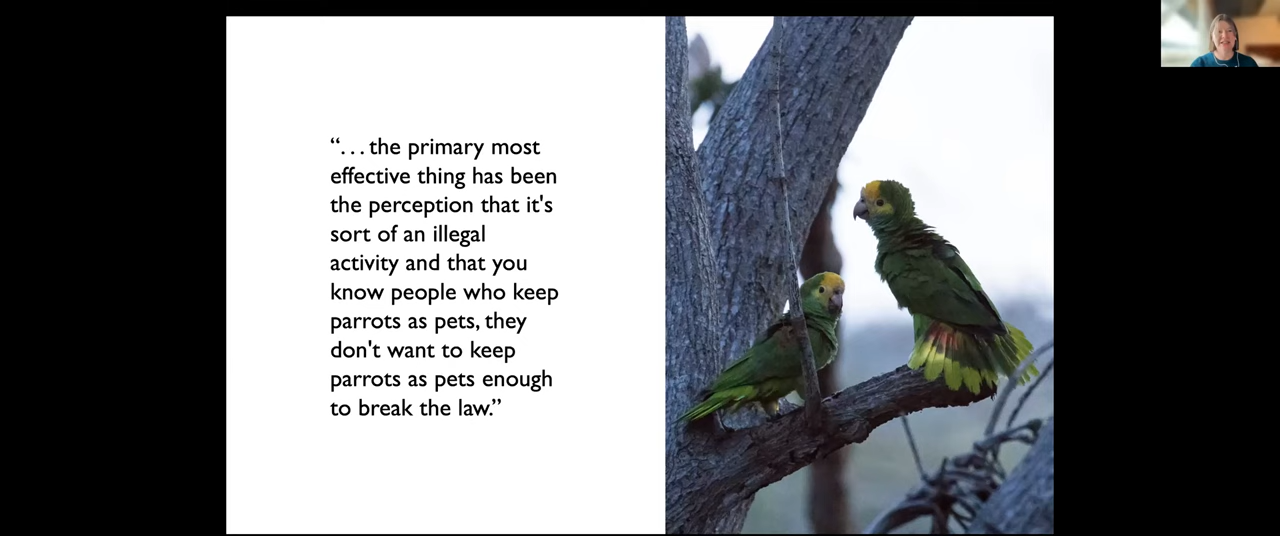 “. . . the primary most
effective thing has been
the perception that it's
sort of an illegal
activity and that you
know people who keep
parrots as pets, they
don't want to keep
parrots as pets enough
to break the law.”